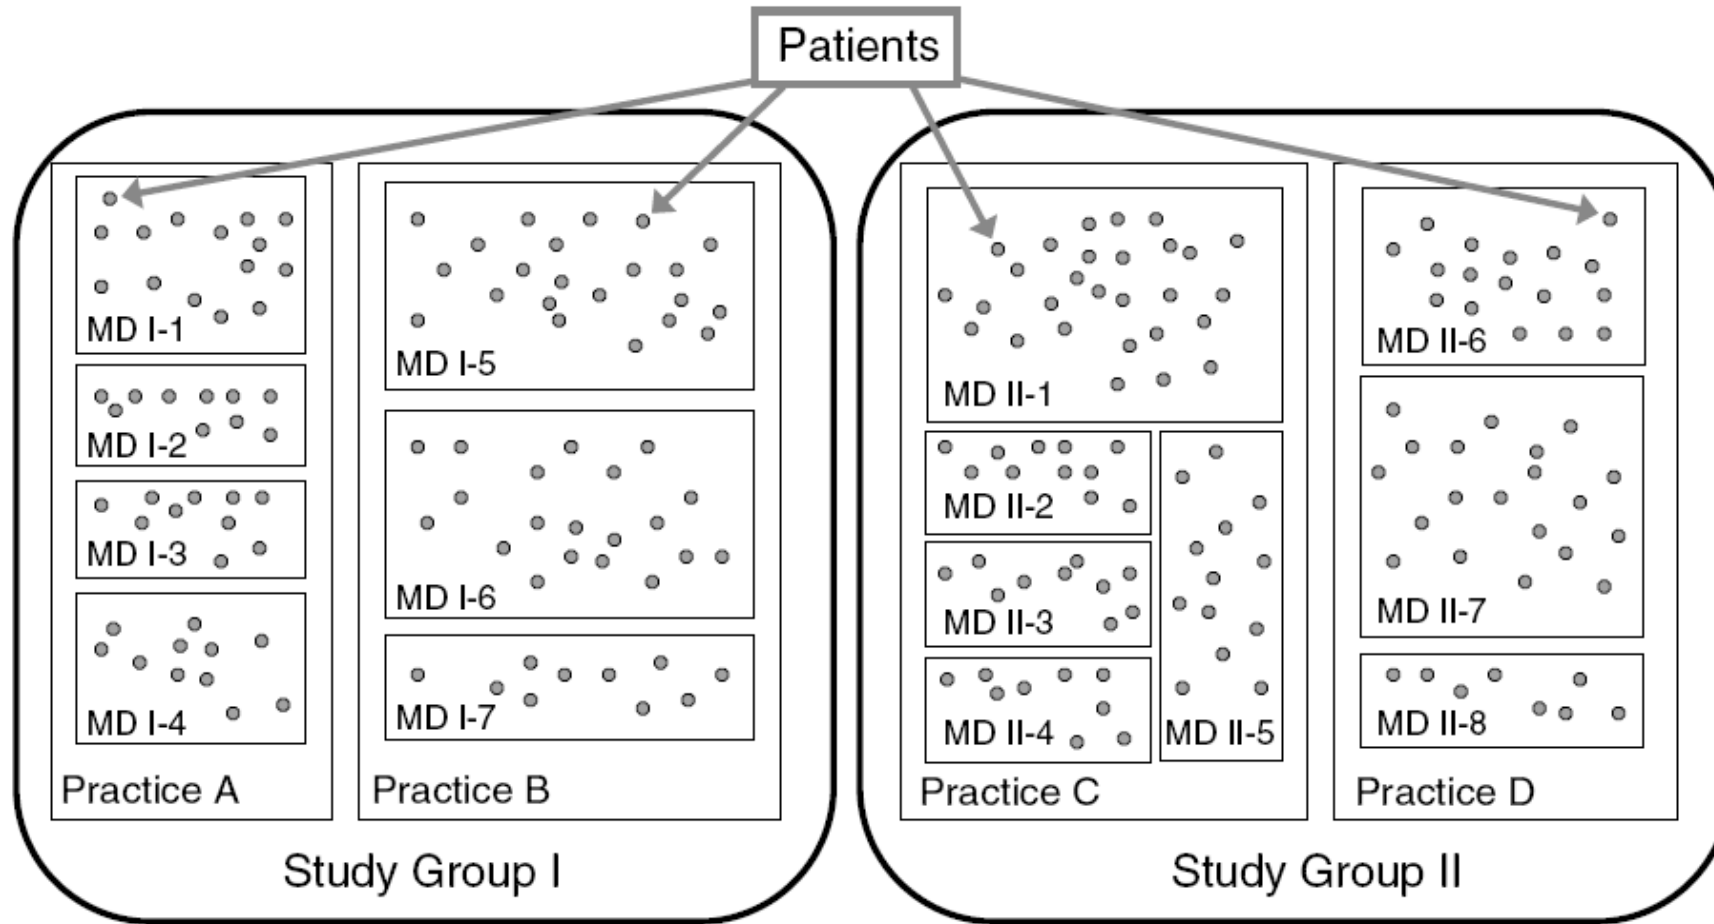 Patients
MD I-1
MD I-2
MD I-3
MD I-4
Practice A
MD I-5
MD I-6
MD I-7
Practice B
Study Group I
MD II-1
MD II-2
MD II-3
MD II-4
MD II-5
Practice C
MD II-6
MD II-7
MD II-8
Practice D
Study Group II